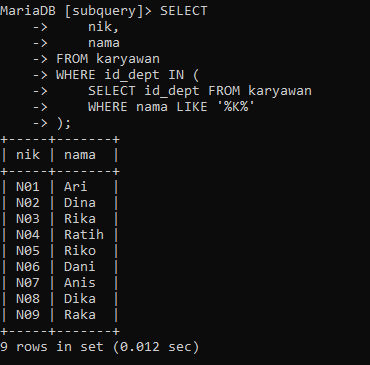 MariaDB [subquery]> SELECT
    ->     nik,
    ->     nama
    -> FROM karyawan
    -> WHERE id_dept IN (
    ->     SELECT id_dept FROM karyawan
    ->     WHERE nama LIKE '%K%'
    -> );
+-----+-------+
| nik | nama  |
+-----+-------+
| N01 | Ari   |
| N02 | Dina  |
| N03 | Rika  |
| N04 | Ratih |
| N05 | Riko  |
| N06 | Dani  |
| N07 | Anis  |
| N08 | Dika  |
| N09 | Raka  |
+-----+-------+
9 rows in set (0.012 sec)